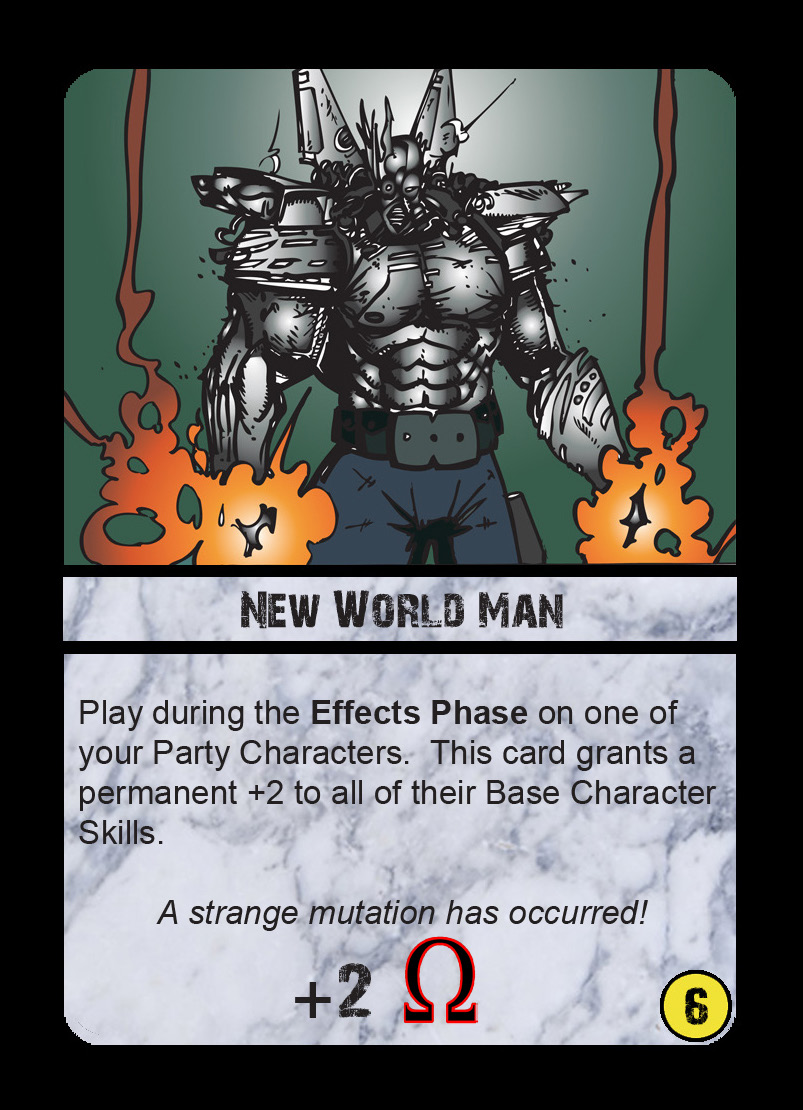 New World Man
Play during the Effects Phase on one of
your Party Characters.  This card grants a
permanent +2 to all of their Base Character
Skills.
A strange mutation has occurred!
+2 Ω
6